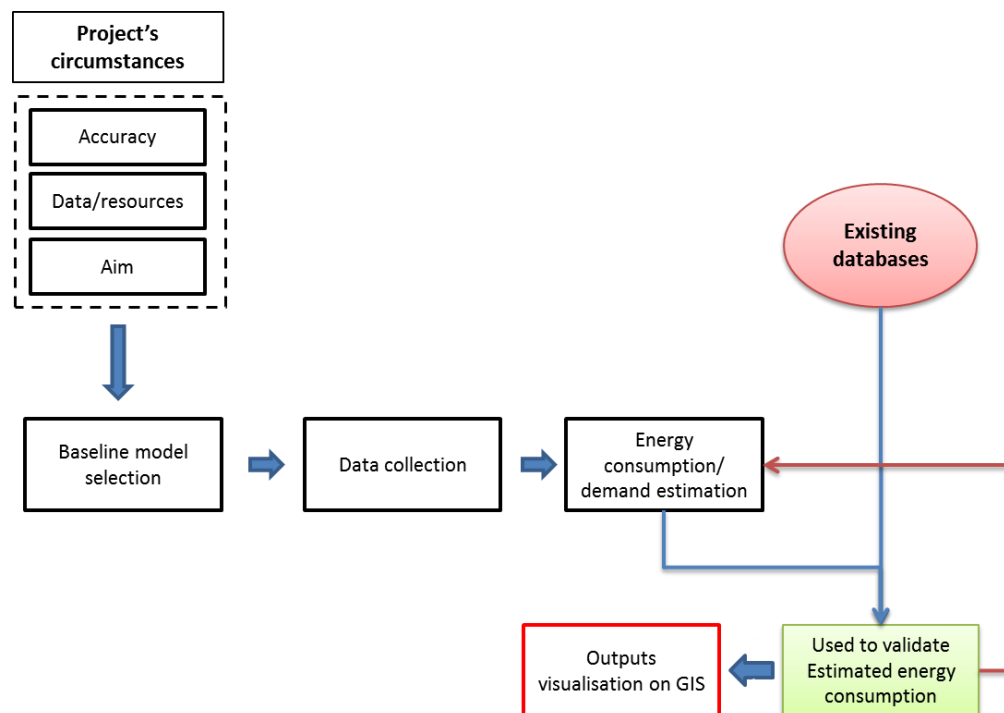 Project's
circumstances
Accuracy
Data/resources
Aim
Existing
databases
Baseline model
selection
Data collection
Energy
consumption/
demand estimation
Outputs
visualisation on GIS
Used to validate
Estimated energy
consumption